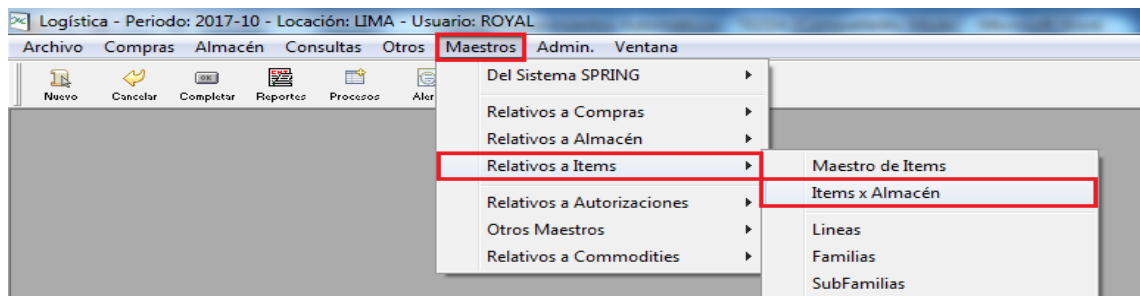 Logística - Periodo: 2017-10 - Locación: LIMA - Usuario: ROYAL
Archivo Compras Almacén Consultas Otros Maestros Admin. Ventana
Nuevo Cancelar Completar Reportes Procesos Aler
Del Sistema SPRING
Relativos a Compras
Relativos a Almacén
Relativos a Items
Relativos a Autorizaciones
Otros Maestros
Relativos a Commodities
Maestro de Items
Items x Almacén
Lineas
Familias
SubFamilias